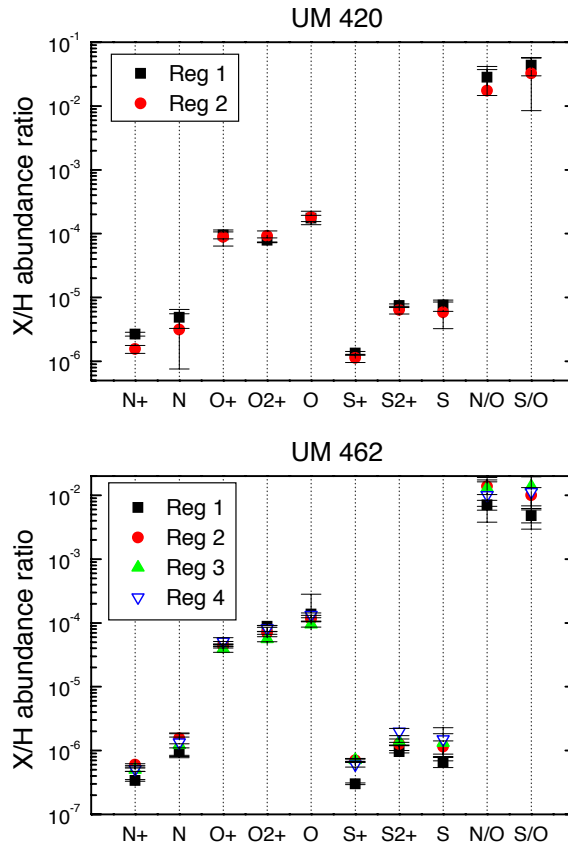 UM 420
X/H abundance ratio
10^-1
10^-2
10^-3
10^-4
10^-5
10^-6
Reg 1
Reg 2
N+ N O+ O2+ O S+ S2+ S N/O S/O
UM 462
X/H abundance ratio
10^-2
10^-3
10^-4
10^-5
10^-6
10^-7
Reg 1
Reg 2
Reg 3
Reg 4
N+ N O+ O2+ O S+ S2+ S N/O S/O